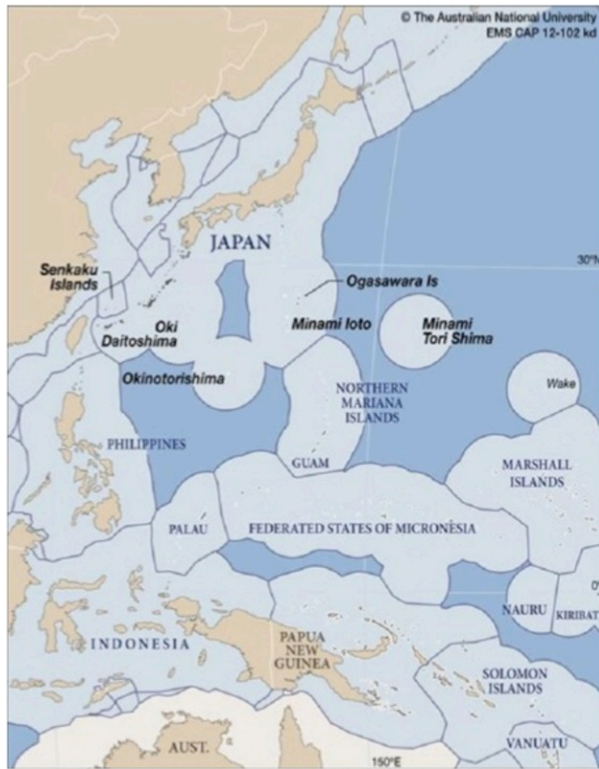 © The Australian National University
EMS CAP 12-102 kd
JAPAN
30°N
Senkaku
Islands
Ogasawara Is
Oki
Daitoshima
Minami Ioto
Minami
Tori Shima
Okinotorishima
Wake
NORTHERN
MARIANA
ISLANDS
PHILIPPINES
GUAM
MARSHALL
ISLANDS
PALAU
FEDERATED STATES OF MICRONESIA
0°
NAURU
KIRIBATI
INDONESIA
PAPUA
NEW
GUINEA
SOLOMON
ISLANDS
AUST.
150°E
VANUATU